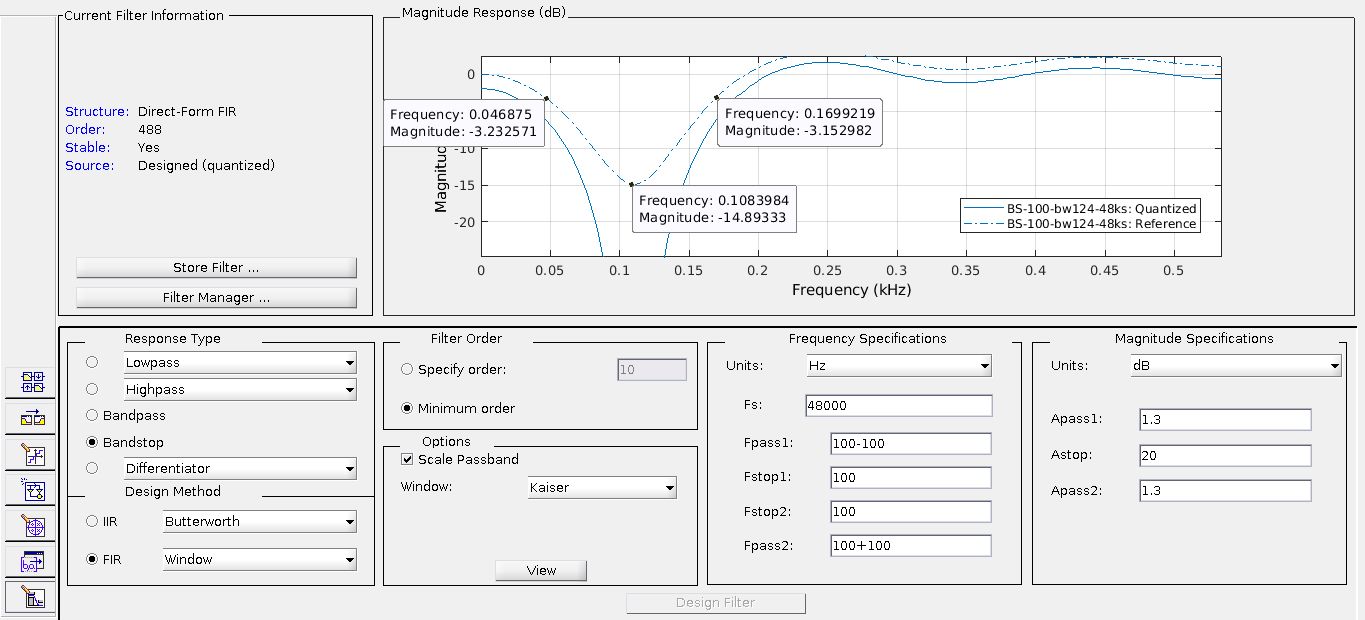 Current Filter Information
Structure: Direct-Form FIR
Order: 488
Stable: Yes
Source: Designed (quantized)
Store Filter ...
Filter Manager ...
Magnitude Response (dB)
0
-10
-15
-20
Frequency: 0.046875
Magnitude: -3.232571
Frequency: 0.1699219
Magnitude: -3.152982
Frequency: 0.1083984
Magnitude: -14.89333
BS-100-bw124-48ks: Quantized
BS-100-bw124-48ks: Reference
0 0.05 0.1 0.15 0.2 0.25 0.3 0.35 0.4 0.45 0.5
Frequency (kHz)
Response Type
Lowpass
Highpass
Bandpass
Bandstop
Differentiator
Design Method
IIR Butterworth
FIR Window
Filter Order
Specify order: 10
Minimum order
Options
Scale Passband
Window: Kaiser
View
Frequency Specifications
Units: Hz
Fs: 48000
Fpass1: 100-100
Fstop1: 100
Fstop2: 100
Fpass2: 100+100
Magnitude Specifications
Units: dB
Apass1: 1.3
Astop: 20
Apass2: 1.3
Design Filter